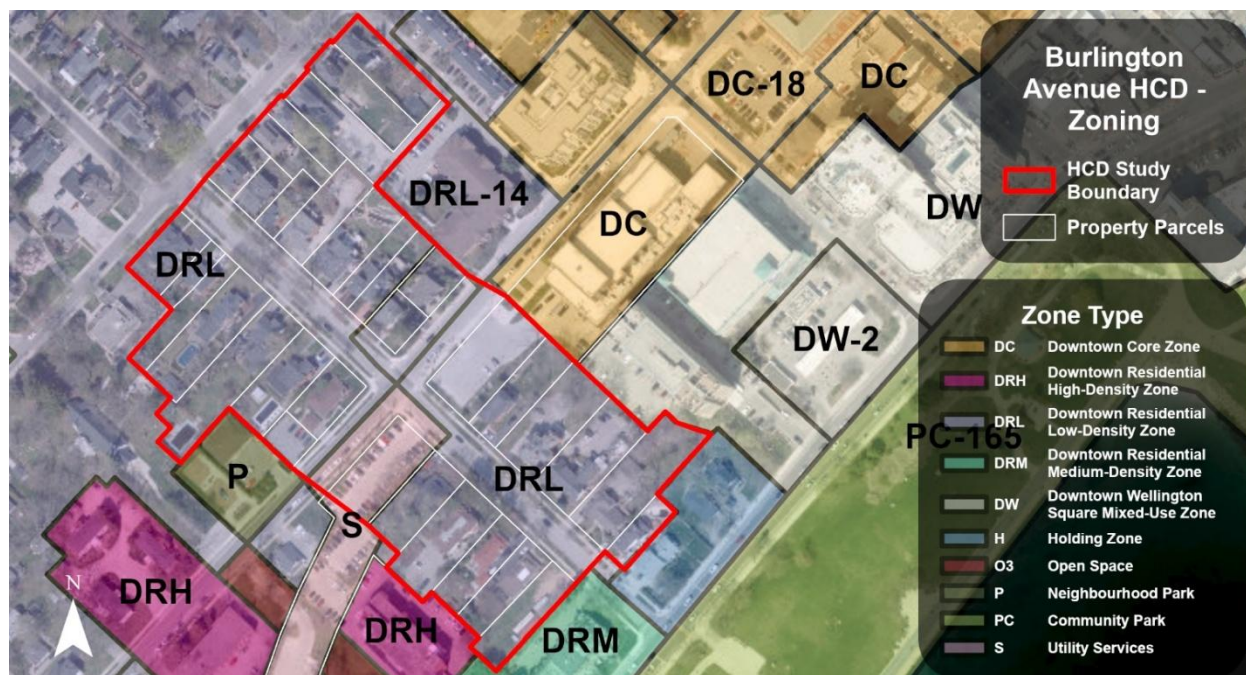 DC-18
DC
Burlington
Avenue HCD -
Zoning
HCD Study
Boundary
Property Parcels
DRL-14
DC
DW
DRL
DW-2
Zone Type
DC Downtown Core Zone
DRH Downtown Residential
High-Density Zone
DRL Downtown Residential
Low-Density Zone
DRM Downtown Residential
Medium-Density Zone
DW Downtown Wellington
Square Mixed-Use Zone
H Holding Zone
O3 Open Space
P Neighbourhood Park
PC Community Park
S Utility Services
PC-165
P
DRL
S
N
DRH
DRH
DRM